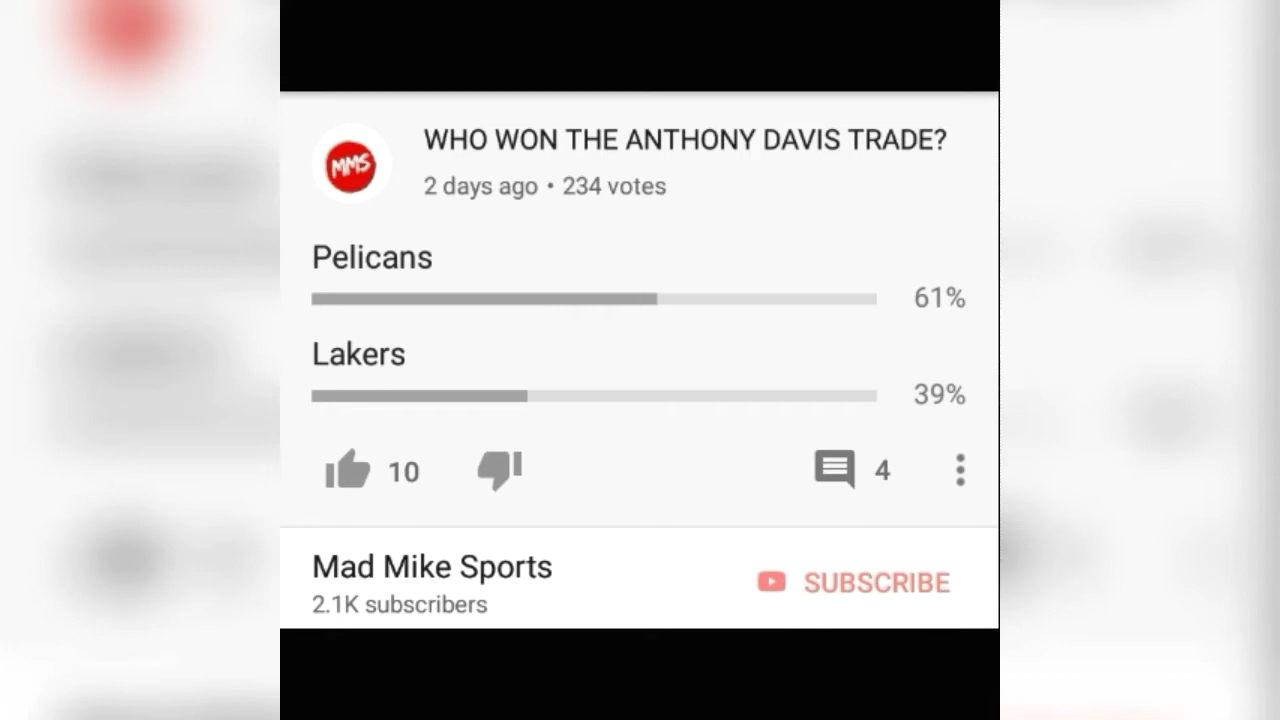 MMS
WHO WON THE ANTHONY DAVIS TRADE?
2 days ago • 234 votes
Pelicans
61%
Lakers
39%
10
4
Mad Mike Sports
SUBSCRIBE
2.1K subscribers